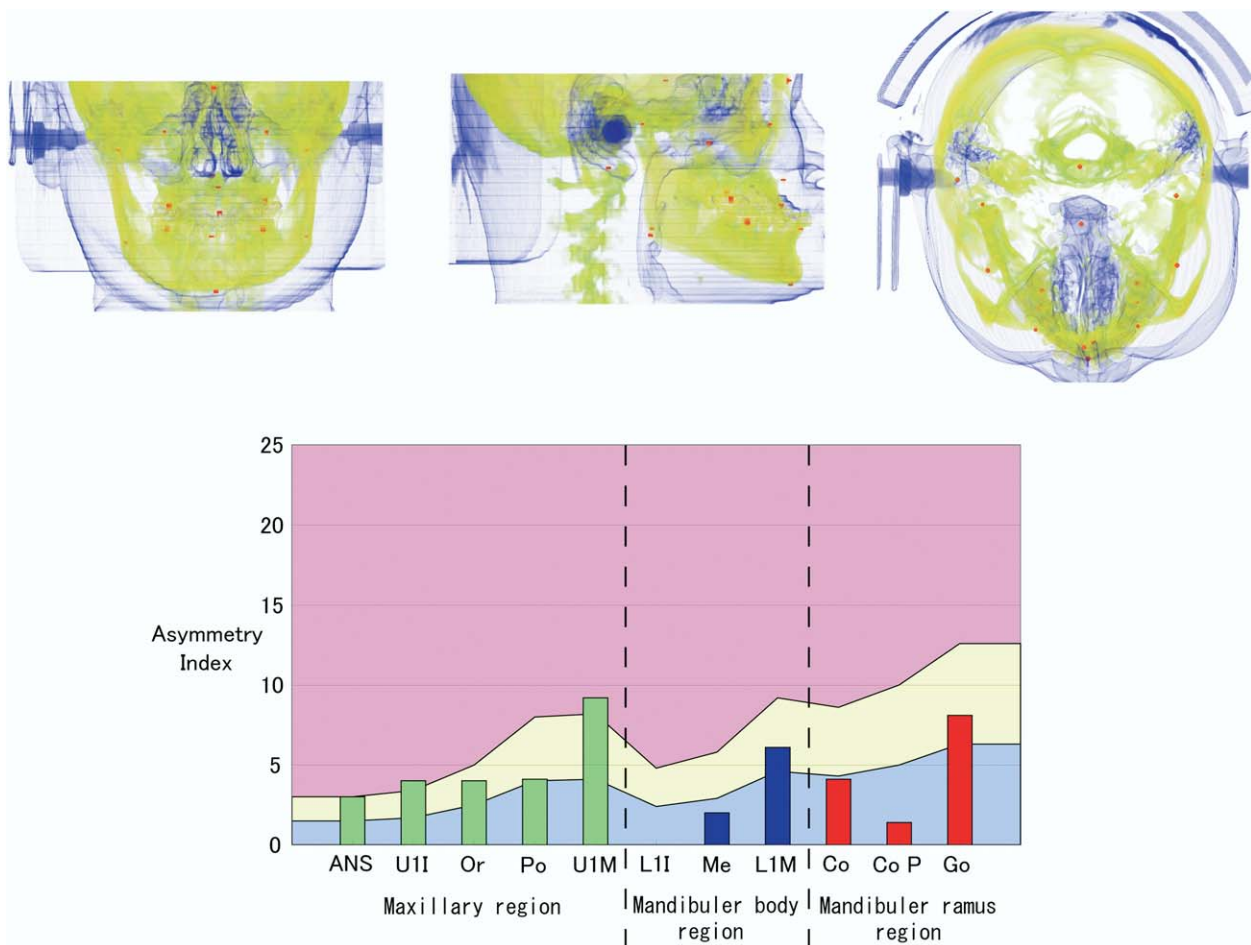 25
20
15
10
5
0
Asymmetry
Index
ANS U1I Or Po U1M L1I Me L1M Co Co P Go
Maxillary region
Mandibuler body
region
Mandibuler ramus
region